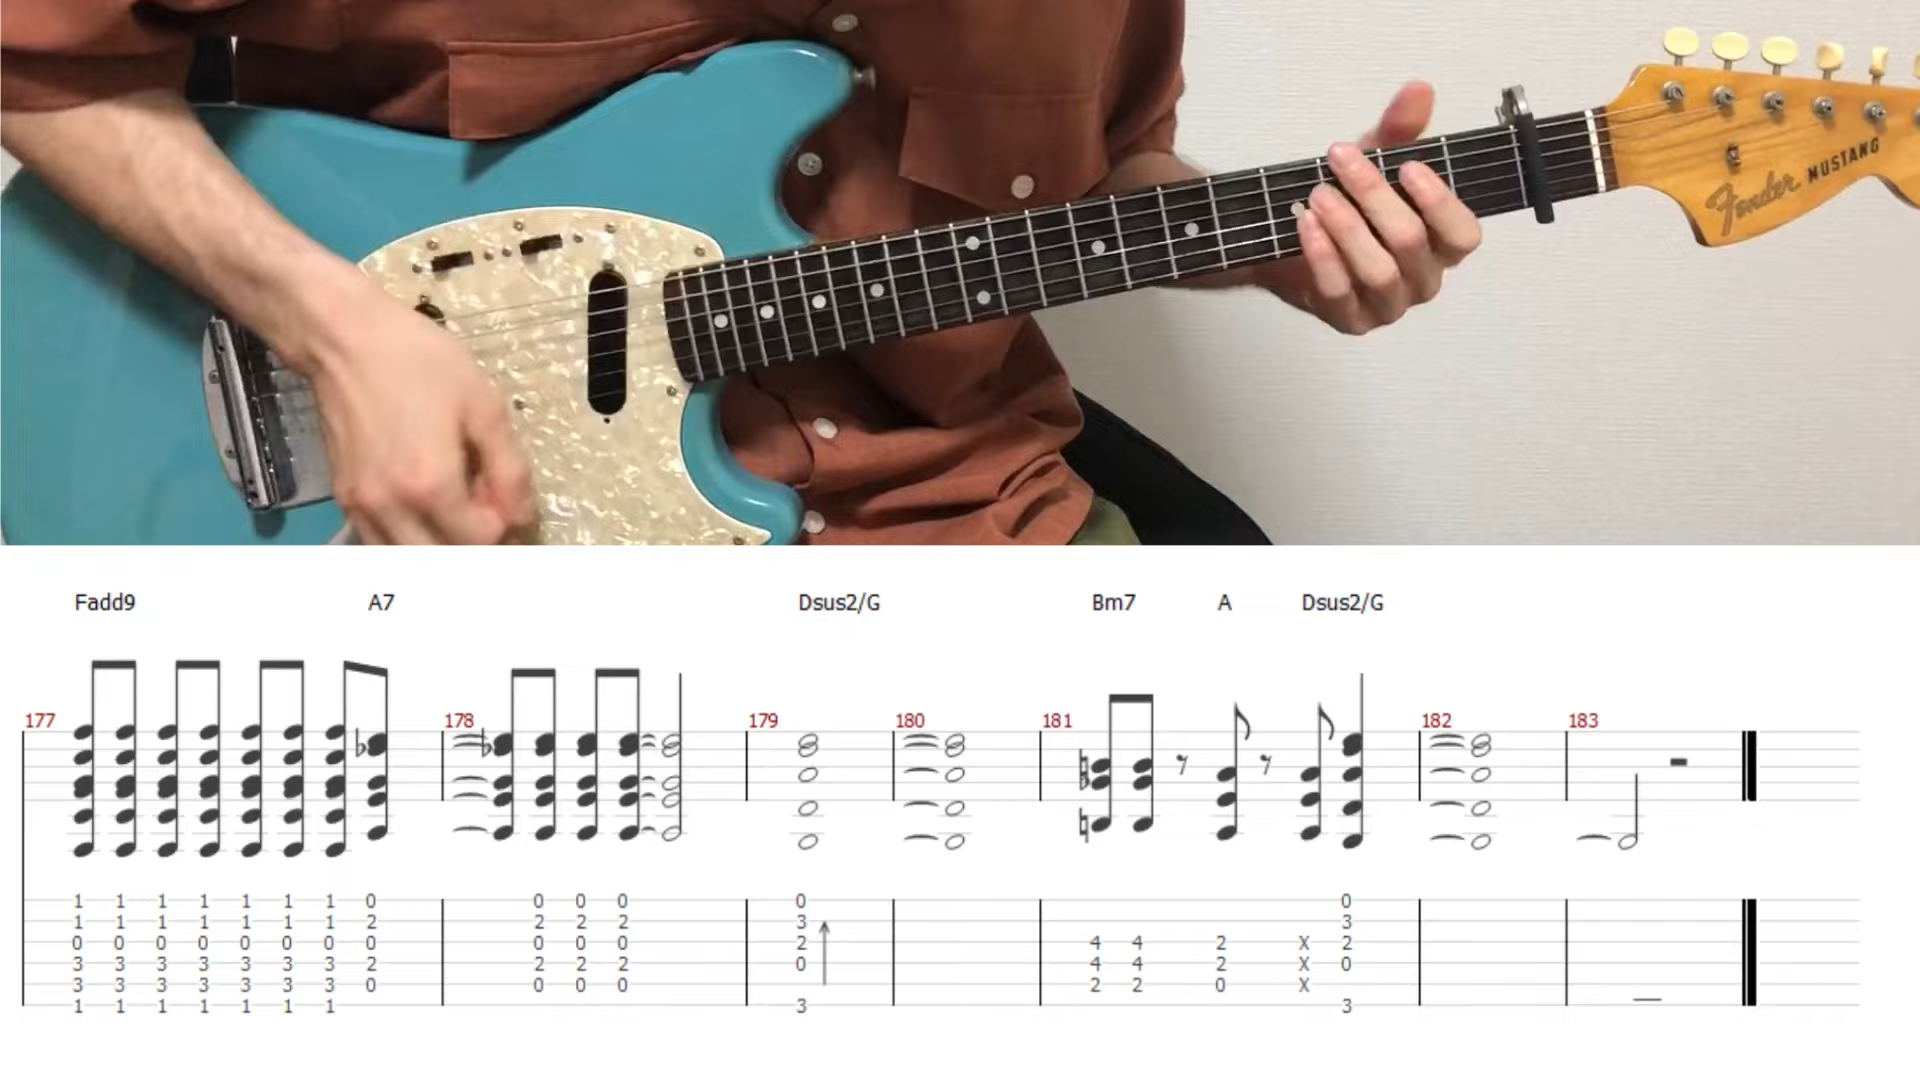 Fender MUSTANG
Fadd9 A7 Dsus2/G Bm7 A Dsus2/G
177 178 179 180 181 182 183
1 1 1 1 1 1 1 0 0 0 0 0 0
1 1 1 1 1 1 1 2 2 2 2 3 3
0 0 0 0 0 0 0 0 0 0 0 2 4 4 2 X 2
3 3 3 3 3 3 3 2 2 2 2 0 4 4 2 X 0
3 3 3 3 3 3 3 0 0 0 0 2 2 0 X
1 1 1 1 1 1 1 3 3